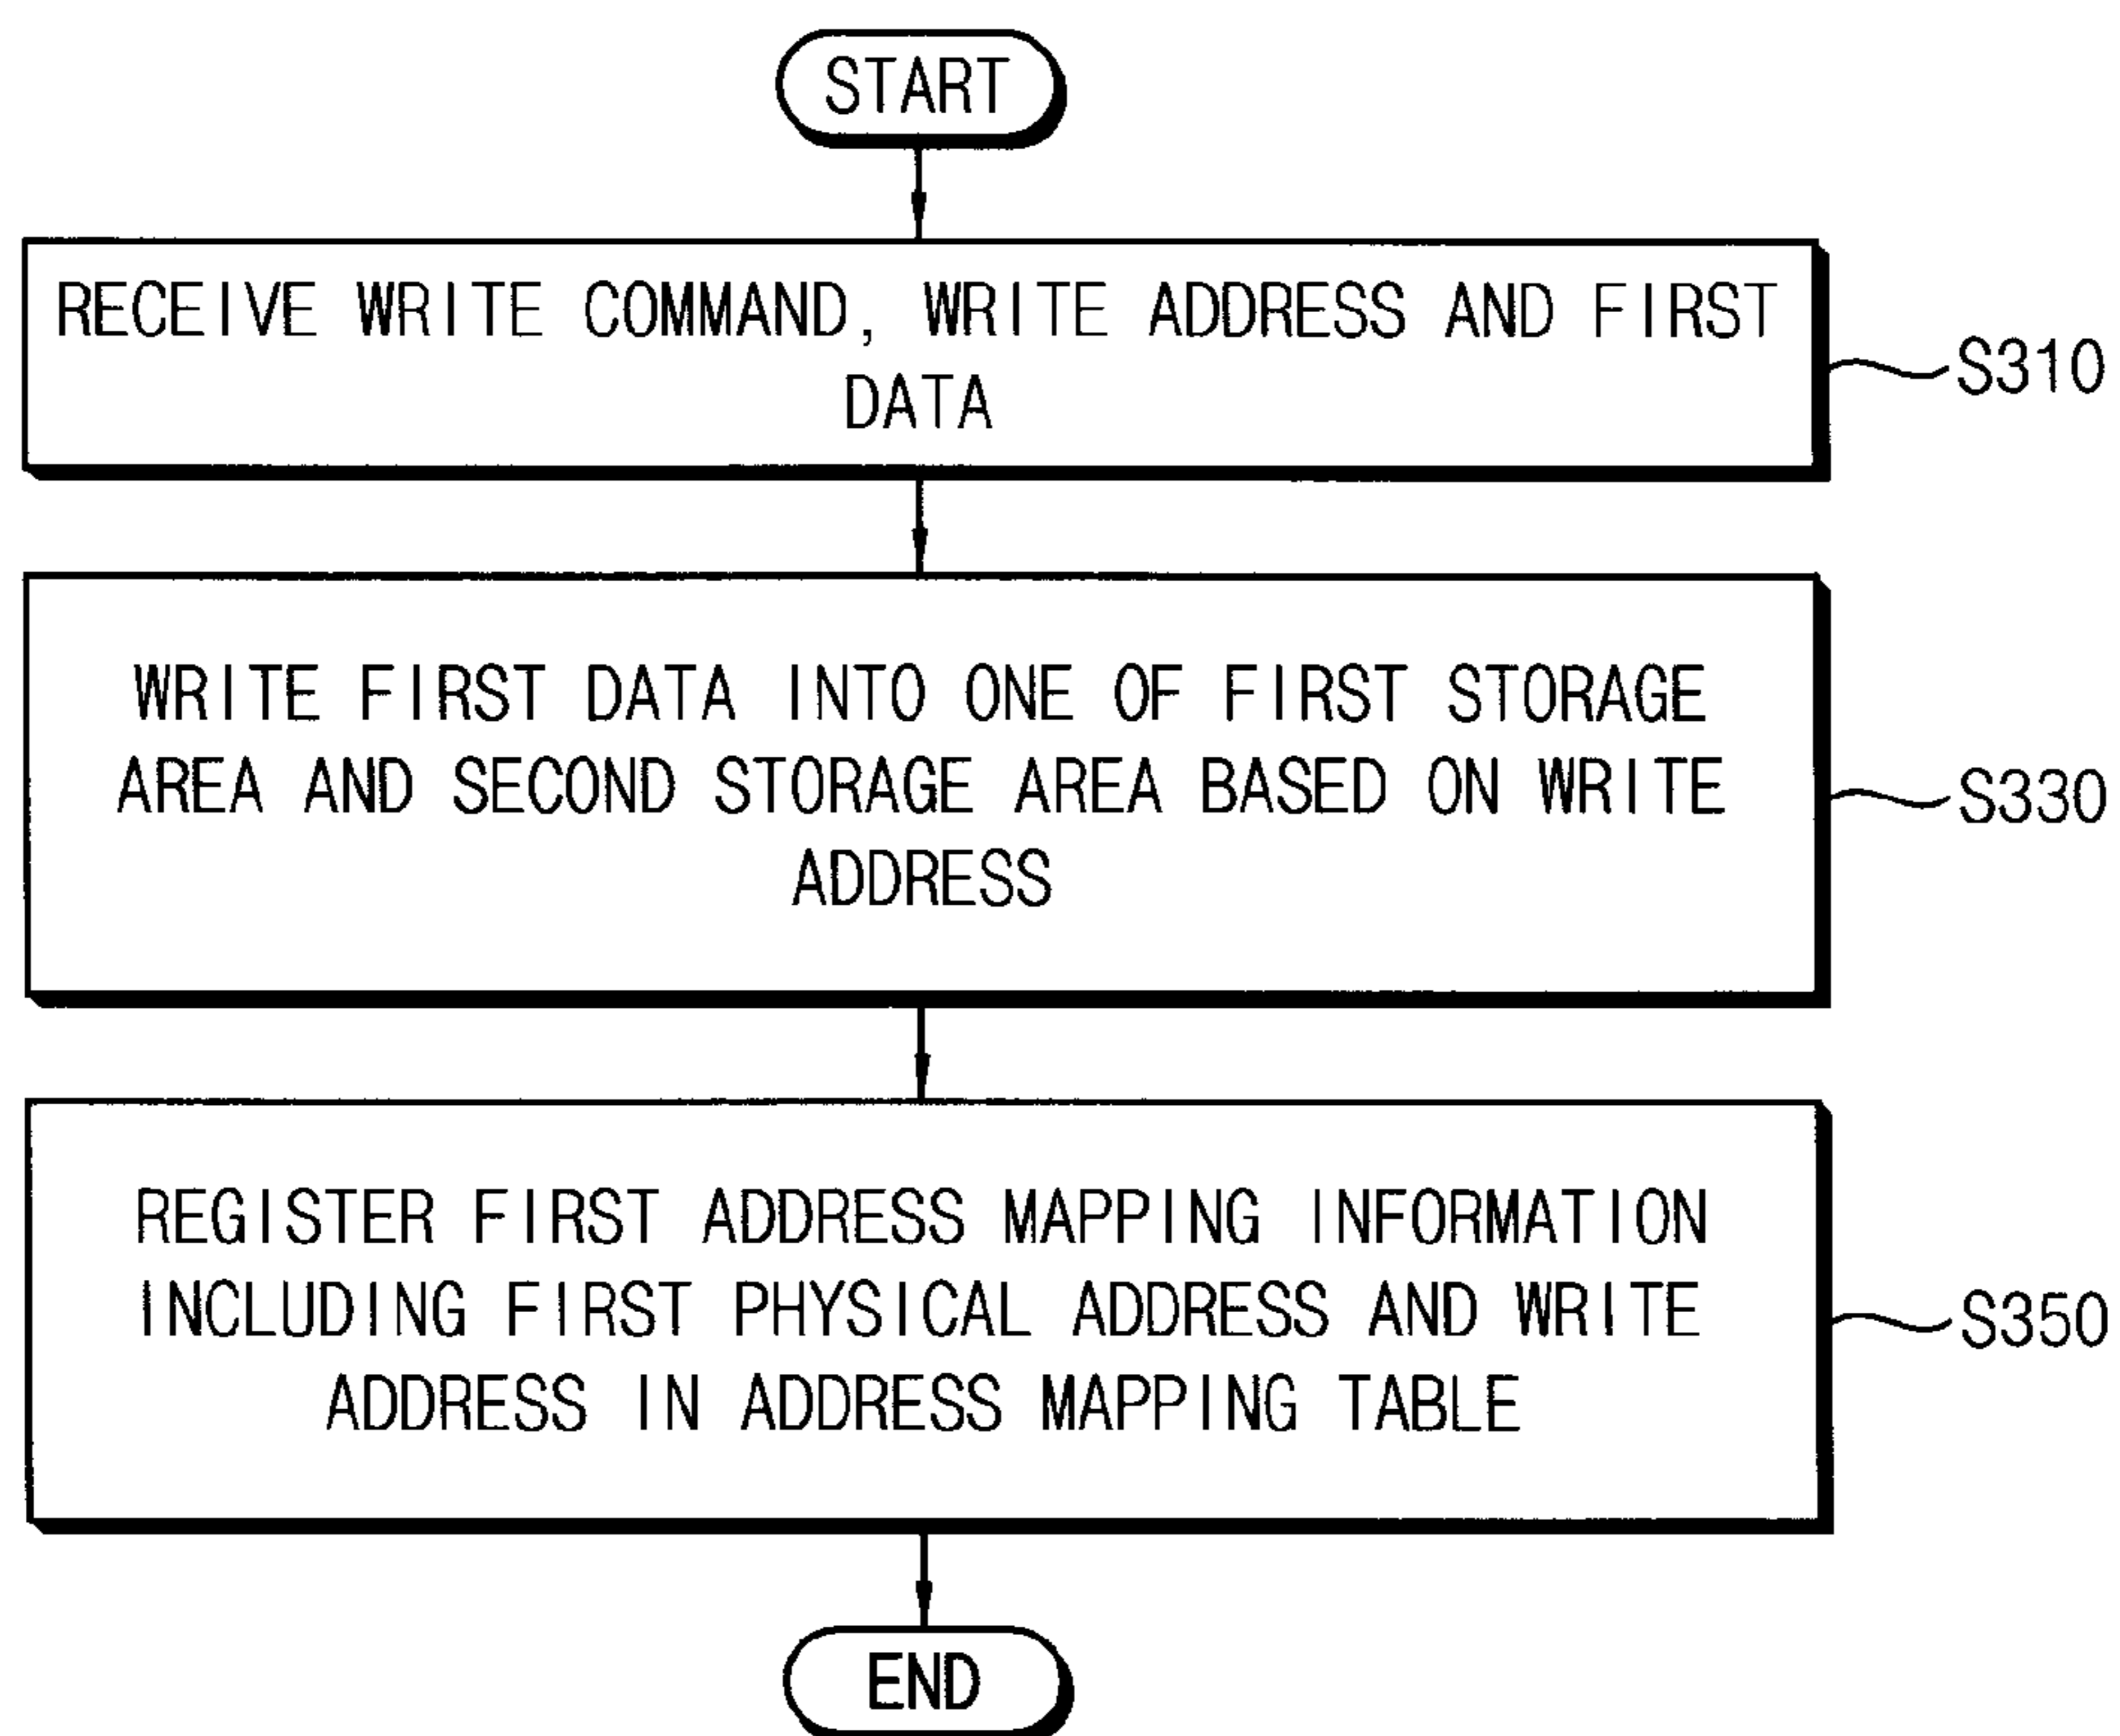 START
RECEIVE WRITE COMMAND, WRITE ADDRESS AND FIRST
DATA
S310
WRITE FIRST DATA INTO ONE OF FIRST STORAGE
AREA AND SECOND STORAGE AREA BASED ON WRITE
ADDRESS
S330
REGISTER FIRST ADDRESS MAPPING INFORMATION
INCLUDING FIRST PHYSICAL ADDRESS AND WRITE
ADDRESS IN ADDRESS MAPPING TABLE
S350
END